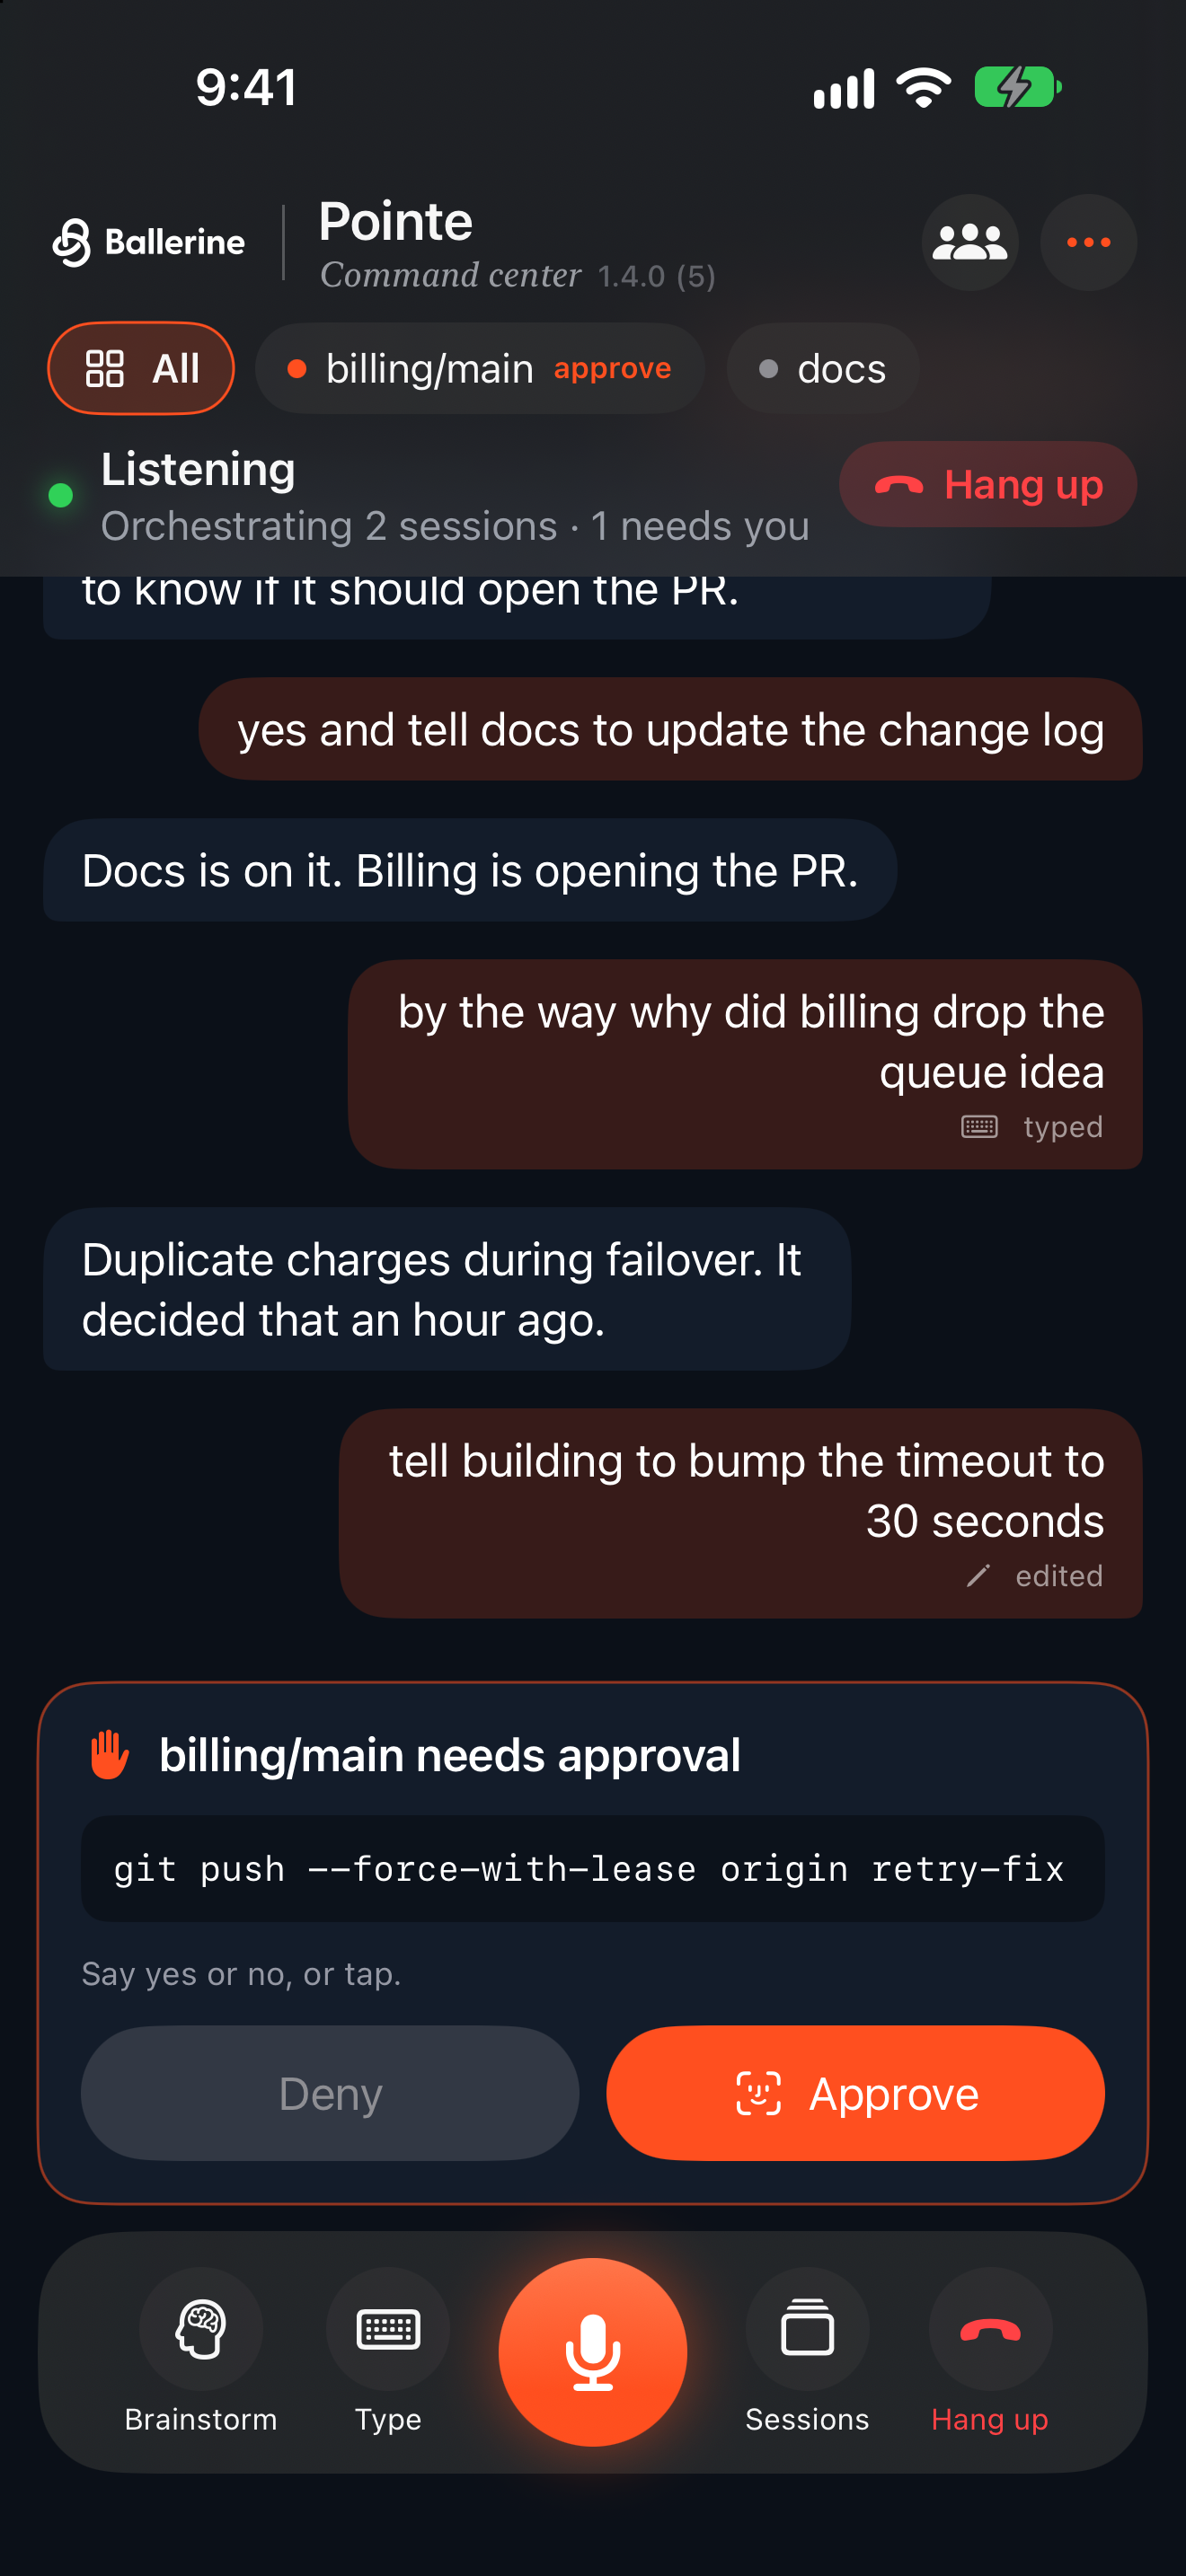 9:41
Ballerine
Pointe
Command center 1.4.0 (5)
All
billing/main approve
docs
Listening
Orchestrating 2 sessions · 1 needs you
Hang up
to know if it should open the PR.
yes and tell docs to update the change log
Docs is on it. Billing is opening the PR.
by the way why did billing drop the
queue idea
typed
Duplicate charges during failover. It
decided that an hour ago.
tell building to bump the timeout to
30 seconds
edited
billing/main needs approval
git push --force-with-lease origin retry-fix
Say yes or no, or tap.
Deny
Approve
Brainstorm
Type
Sessions
Hang up